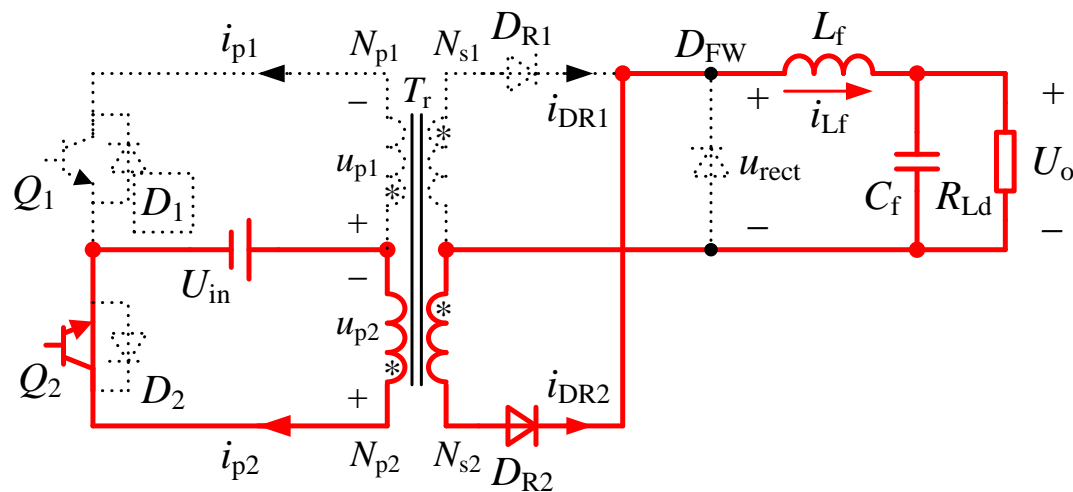 i_p1 N_p1 N_s1 D_R1 D_FW L_f
− T_r i_DR1 + i_Lf +
* *
Q_1 D_1 u_p1 u_rect C_f R_Ld U_o
* + − −
U_in −
* u_p2
Q_2 D_2 * i_DR2
+
i_p2 N_p2 N_s2 D_R2